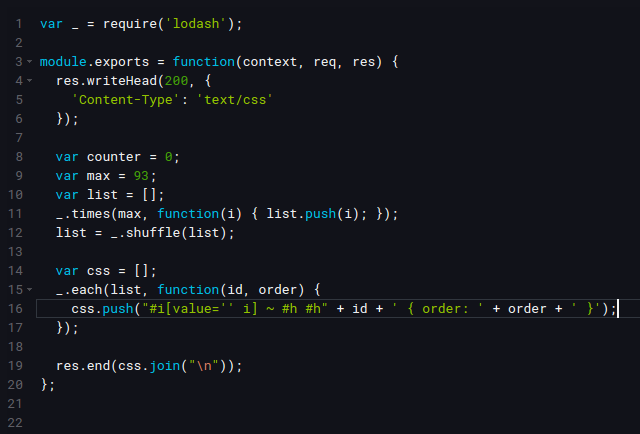 1 var _ = require('lodash');
2
3 module.exports = function(context, req, res) {
4 res.writeHead(200, {
5 'Content-Type': 'text/css'
6 });
7
8 var counter = 0;
9 var max = 93;
10 var list = [];
11 _.times(max, function(i) { list.push(i); });
12 list = _.shuffle(list);
13
14 var css = [];
15 _.each(list, function(id, order) {
16 css.push("#i[value='' i] ~ #h #h" + id + ' { order: ' + order + ' }');
17 });
18
19 res.end(css.join("\n"));
20 };
21
22